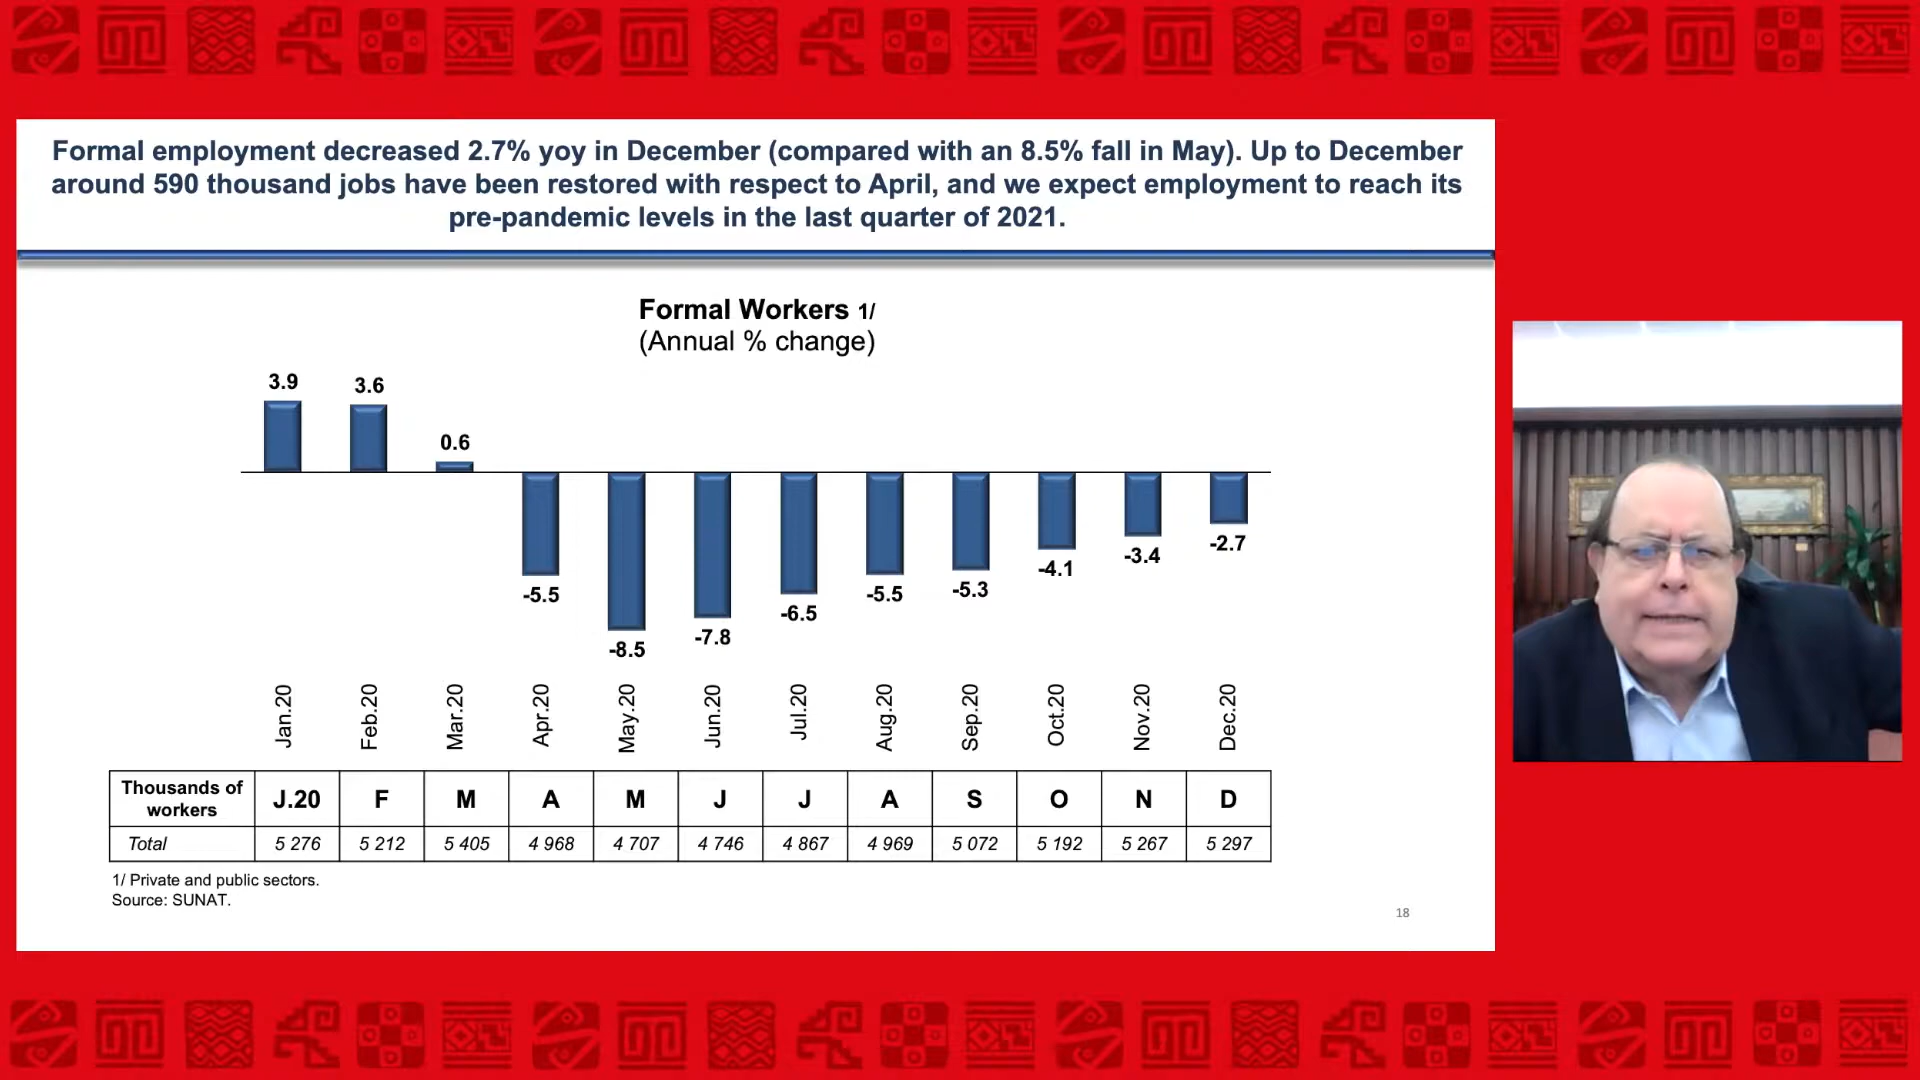 Formal employment decreased 2.7% yoy in December (compared with an 8.5% fall in May). Up to December
around 590 thousand jobs have been restored with respect to April, and we expect employment to reach its
pre-pandemic levels in the last quarter of 2021.
Formal Workers 1/
(Annual % change)
3.9 3.6 0.6 -5.5 -8.5 -7.8 -6.5 -5.5 -5.3 -4.1 -3.4 -2.7
Jan.20 Feb.20 Mar.20 Apr.20 May.20 Jun.20 Jul.20 Aug.20 Sep.20 Oct.20 Nov.20 Dec.20
Thousands of
workers
J.20 F M A M J J A S O N D
Total 5 276 5 212 5 405 4 968 4 707 4 746 4 867 4 969 5 072 5 192 5 267 5 297
1/ Private and public sectors.
Source: SUNAT.
18